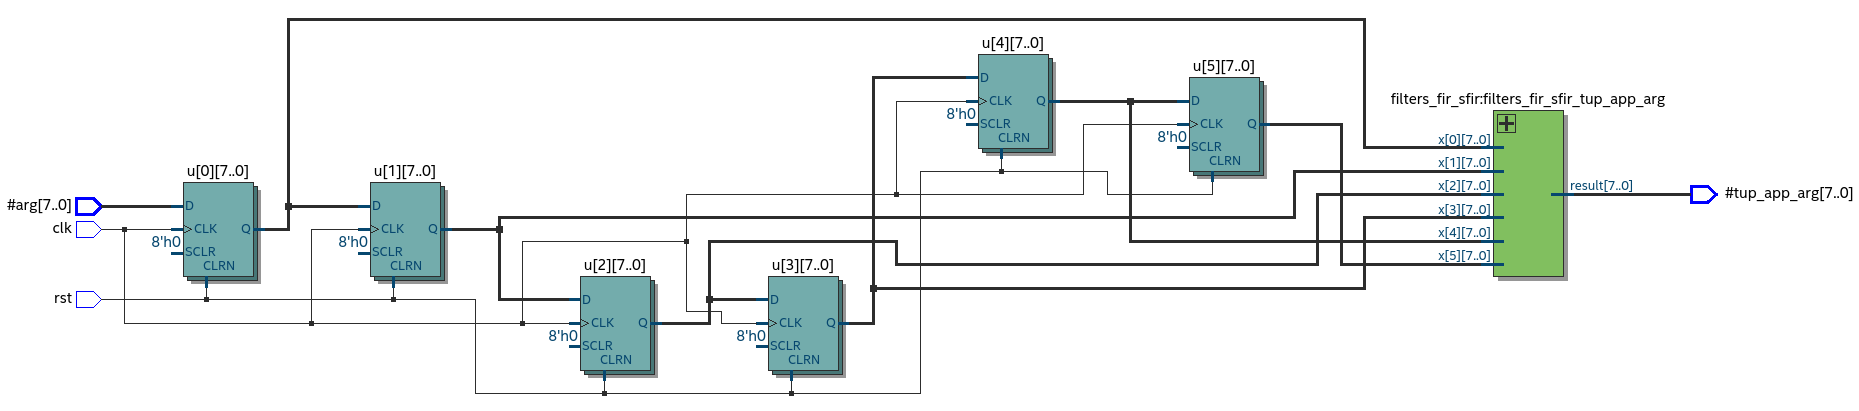 u[4][7..0]
D
CLK
Q
8'h0
SCLR
CLRN
u[5][7..0]
D
CLK
Q
8'h0
SCLR
CLRN
filters_fir_sfir:filters_fir_sfir_tup_app_arg
x[0][7..0]
x[1][7..0]
x[2][7..0]
x[3][7..0]
x[4][7..0]
x[5][7..0]
result[7..0]
#tup_app_arg[7..0]
#arg[7..0]
clk
rst
u[0][7..0]
D
CLK
Q
8'h0
SCLR
CLRN
u[1][7..0]
D
CLK
Q
8'h0
SCLR
CLRN
u[2][7..0]
D
CLK
Q
8'h0
SCLR
CLRN
u[3][7..0]
D
CLK
Q
8'h0
SCLR
CLRN